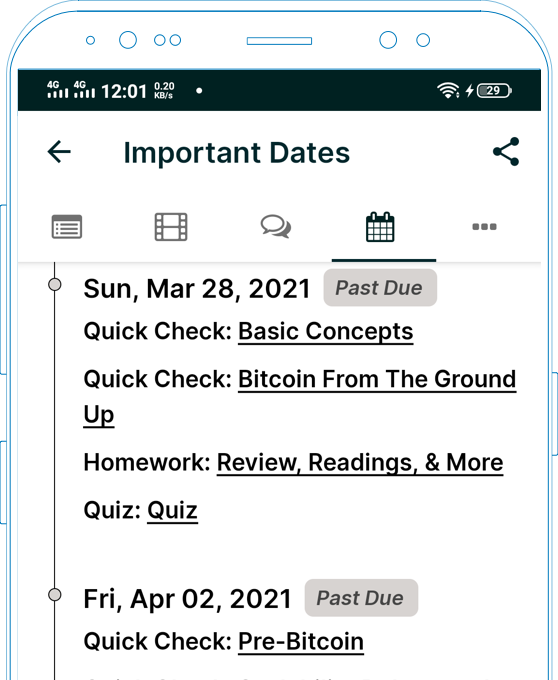 4G 4G 12:01 0.20 KB/s 29
Important Dates
Sun, Mar 28, 2021 Past Due
Quick Check: Basic Concepts
Quick Check: Bitcoin From The Ground
Up
Homework: Review, Readings, & More
Quiz: Quiz
Fri, Apr 02, 2021 Past Due
Quick Check: Pre-Bitcoin